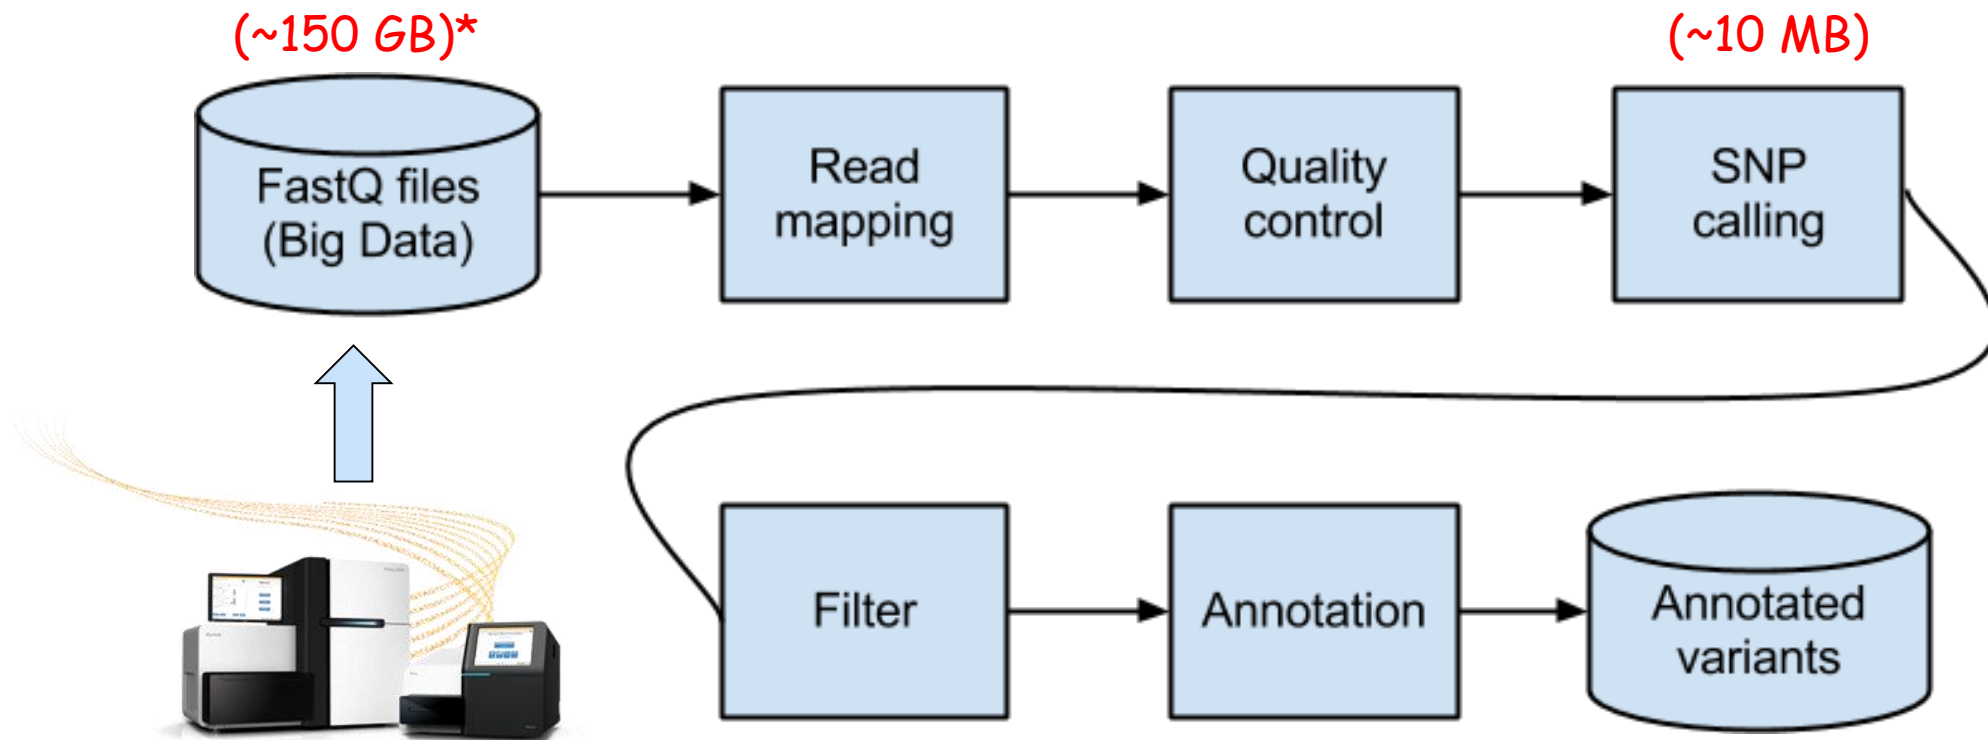 (~150 GB)*
(~10 MB)
FastQ files
(Big Data)
Read
mapping
Quality
control
SNP
calling
Filter
Annotation
Annotated
variants